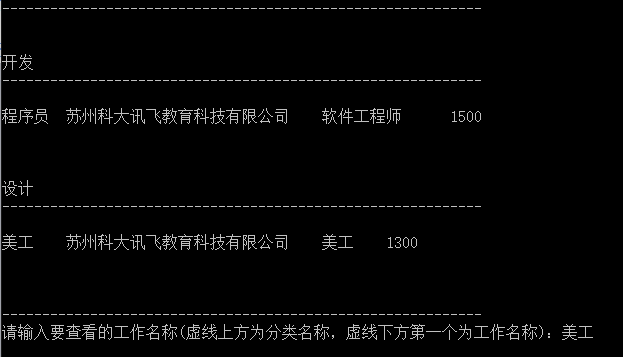 ------------------------------------------------------------
开发
------------------------------------------------------------
程序员  苏州科大讯飞教育科技有限公司    软件工程师      1500
设计
------------------------------------------------------------
美工    苏州科大讯飞教育科技有限公司    美工    1300
------------------------------------------------------------
请输入要查看的工作名称(虚线上方为分类名称，虚线下方第一个为工作名称)：美工